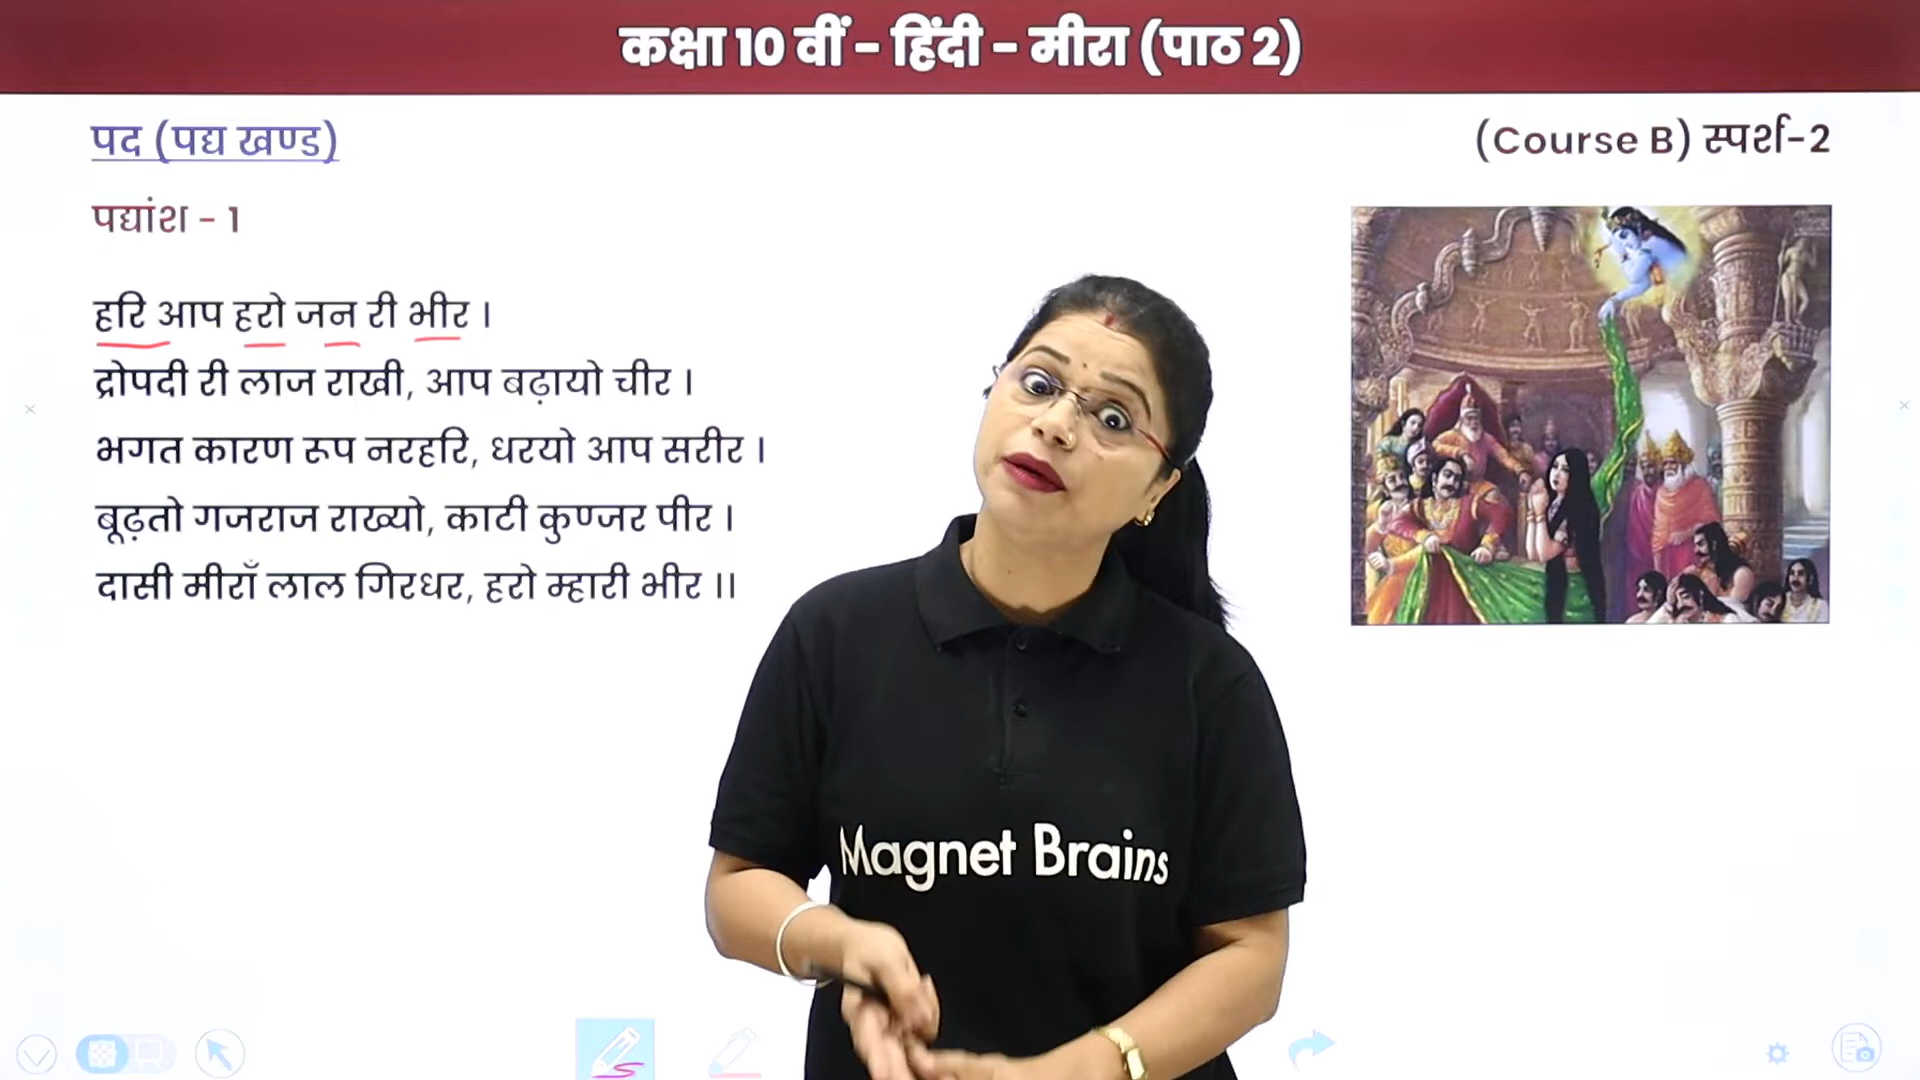 कक्षा 10 वीं - हिंदी - मीरा (पाठ 2)
पद (पद्य खण्ड)
(Course B) स्पर्श-2
पद्यांश - 1
हरि आप हरो जन री भीर ।
द्रोपदी री लाज राखी, आप बढ़ायो चीर ।
भगत कारण रूप नरहरि, धरयो आप सरीर ।
बूढ़तो गजराज राख्यो, काटी कुण्जर पीर ।
दासी मीराँ लाल गिरधर, हरो म्हारी भीर ।।
Magnet Brains